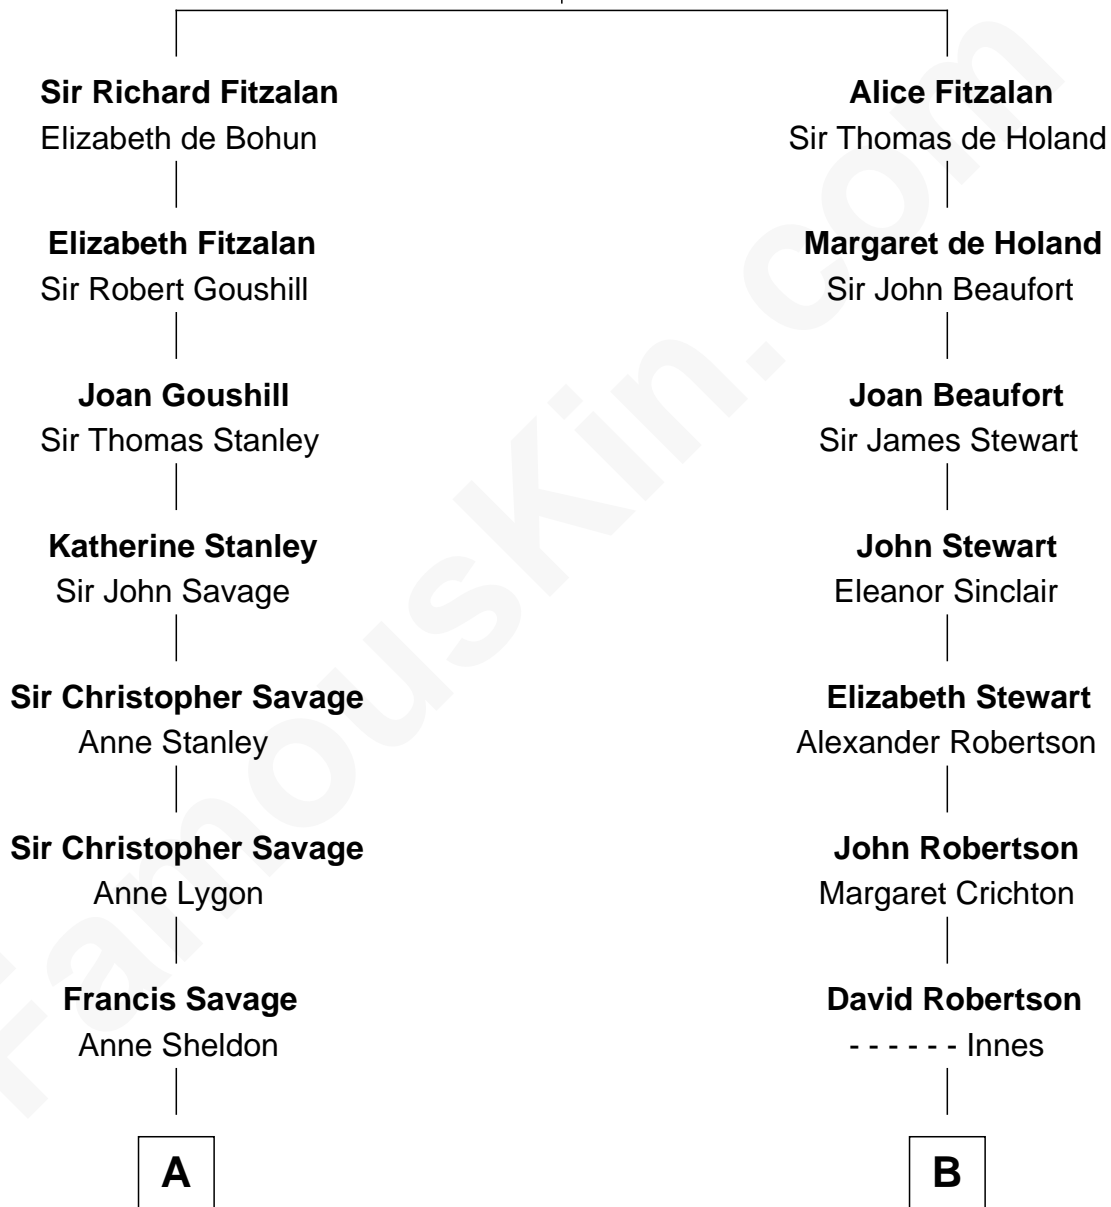 Sir Richard Fitzalan
Elizabeth de Bohun
Elizabeth Fitzalan
Sir Robert Goushill
Joan Goushill
Sir Thomas Stanley
Katherine Stanley
Sir John Savage
Sir Christopher Savage
Anne Stanley
Sir Christopher Savage
Anne Lygon
Francis Savage
Anne Sheldon
A
Alice Fitzalan
Sir Thomas de Holand
Margaret de Holand
Sir John Beaufort
Joan Beaufort
Sir James Stewart
John Stewart
Eleanor Sinclair
Elizabeth Stewart
Alexander Robertson
John Robertson
Margaret Crichton
David Robertson
- - - - - - Innes
B
FamousKin.com